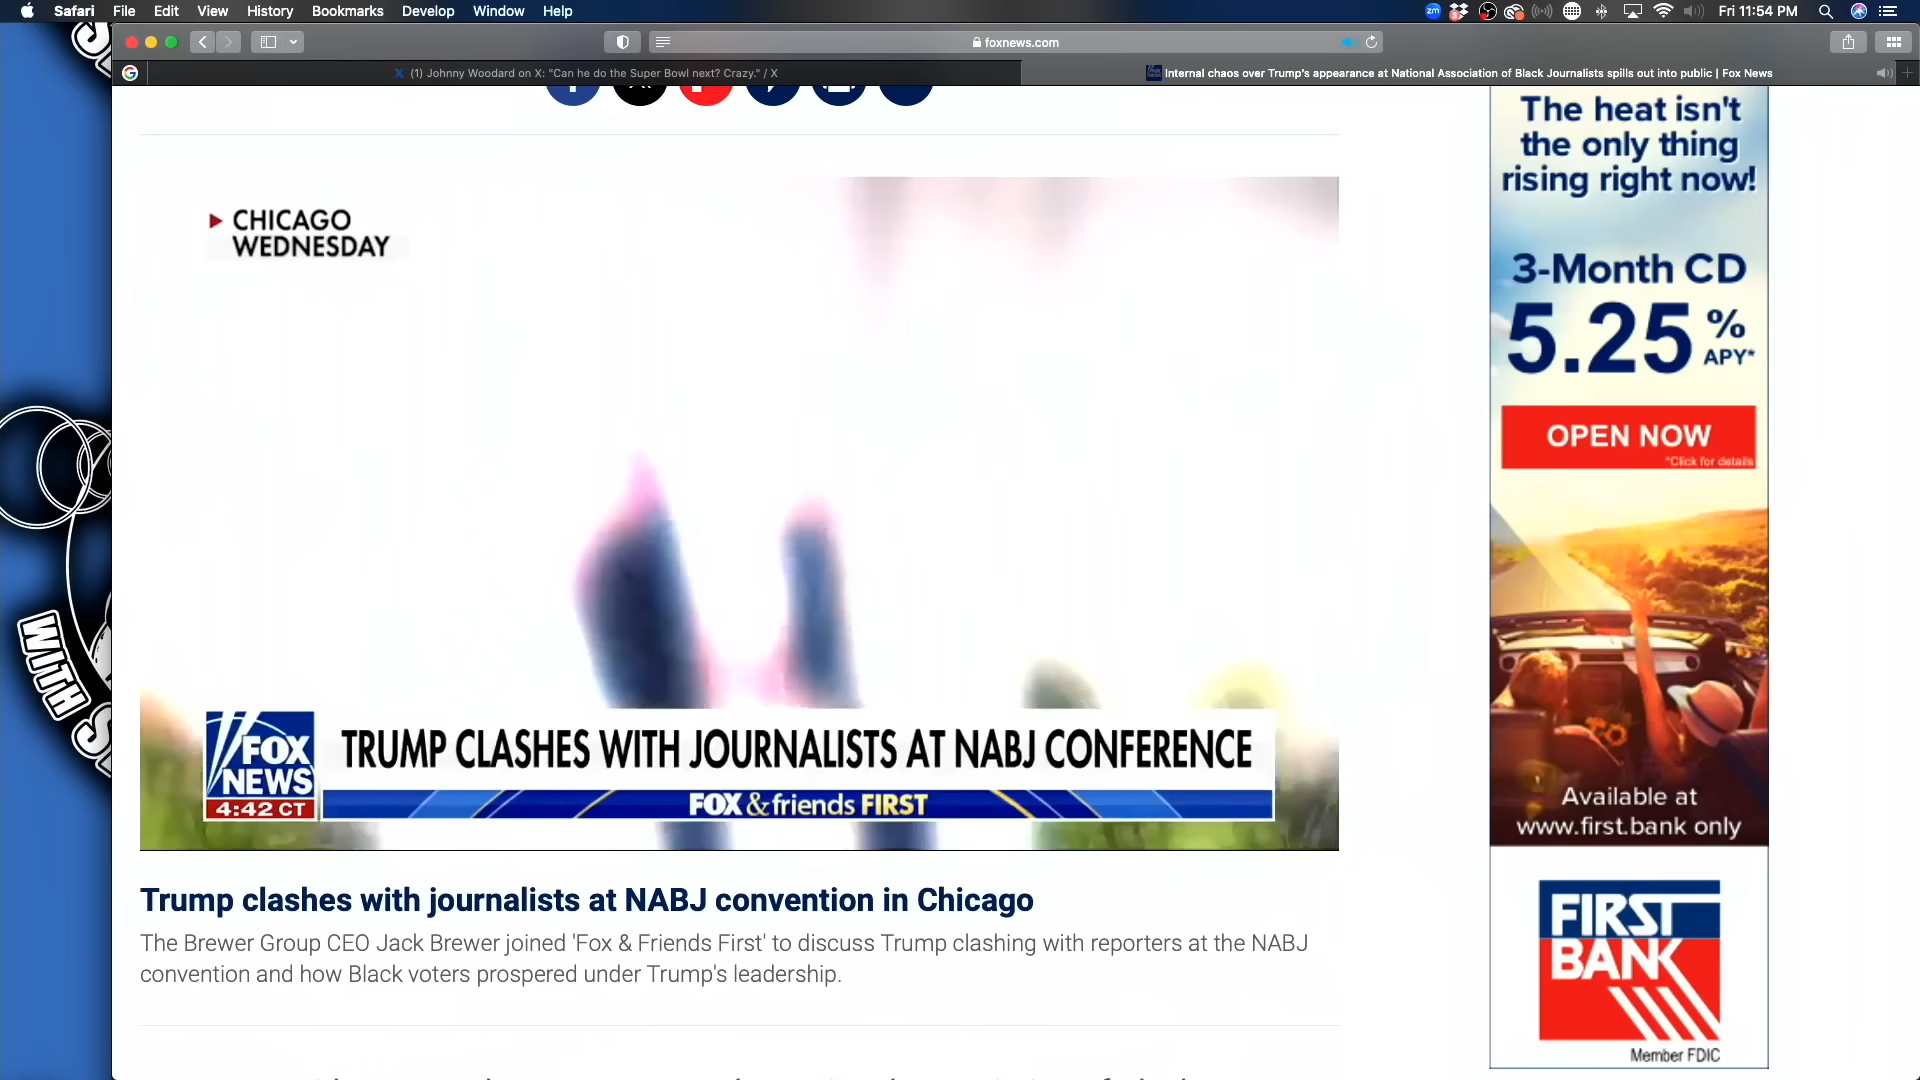 Safari File Edit View History Bookmarks Develop Window Help
Fri 11:54 PM
foxnews.com
(1) Johnny Woodard on X: "Can he do the Super Bowl next? Crazy." / X
Internal chaos over Trump's appearance at National Association of Black Journalists spills out into public | Fox News
CHICAGO
WEDNESDAY
FOX
NEWS
4:42 CT
TRUMP CLASHES WITH JOURNALISTS AT NABJ CONFERENCE
FOX & friends FIRST
Trump clashes with journalists at NABJ convention in Chicago
The Brewer Group CEO Jack Brewer joined 'Fox & Friends First' to discuss Trump clashing with reporters at the NABJ
convention and how Black voters prospered under Trump's leadership.
The heat isn't
the only thing
rising right now!
3-Month CD
5.25 % APY*
OPEN NOW
*Click for details
Available at
www.first.bank only
FIRST
BANK
Member FDIC
WITH